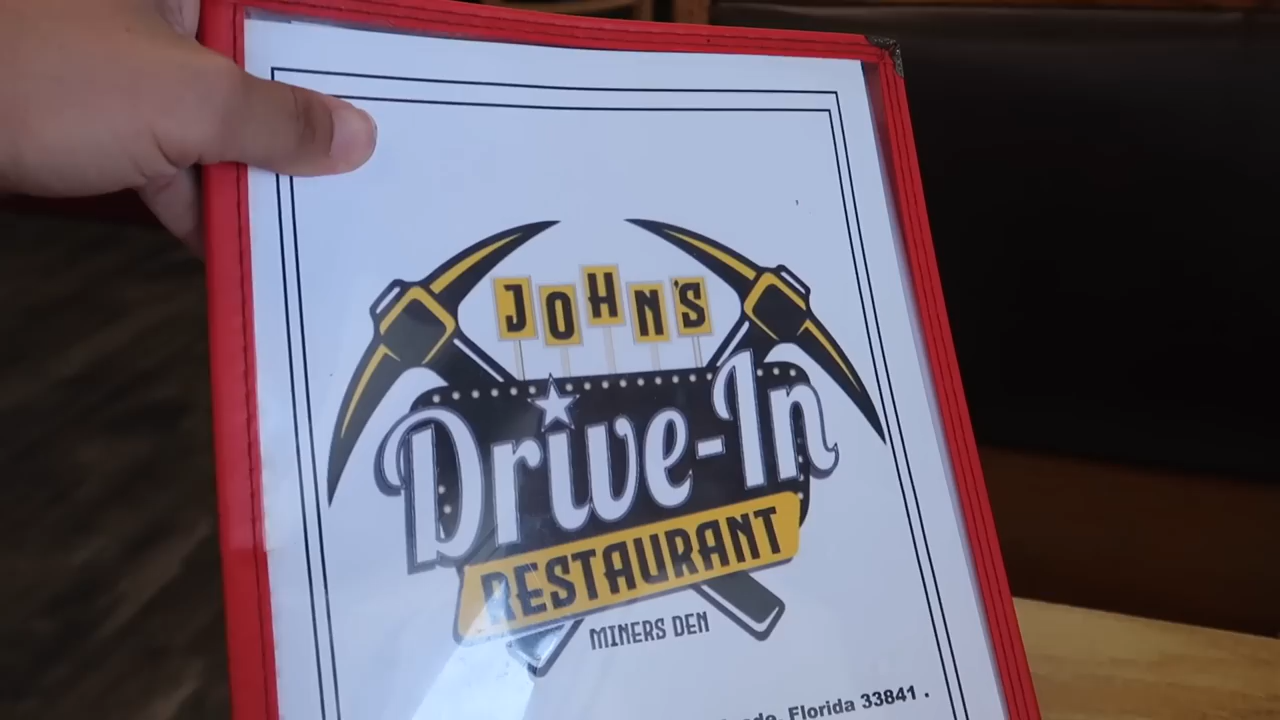 JOHN'S
Drive-In
RESTAURANT
MINERS DEN
Florida 33841 .